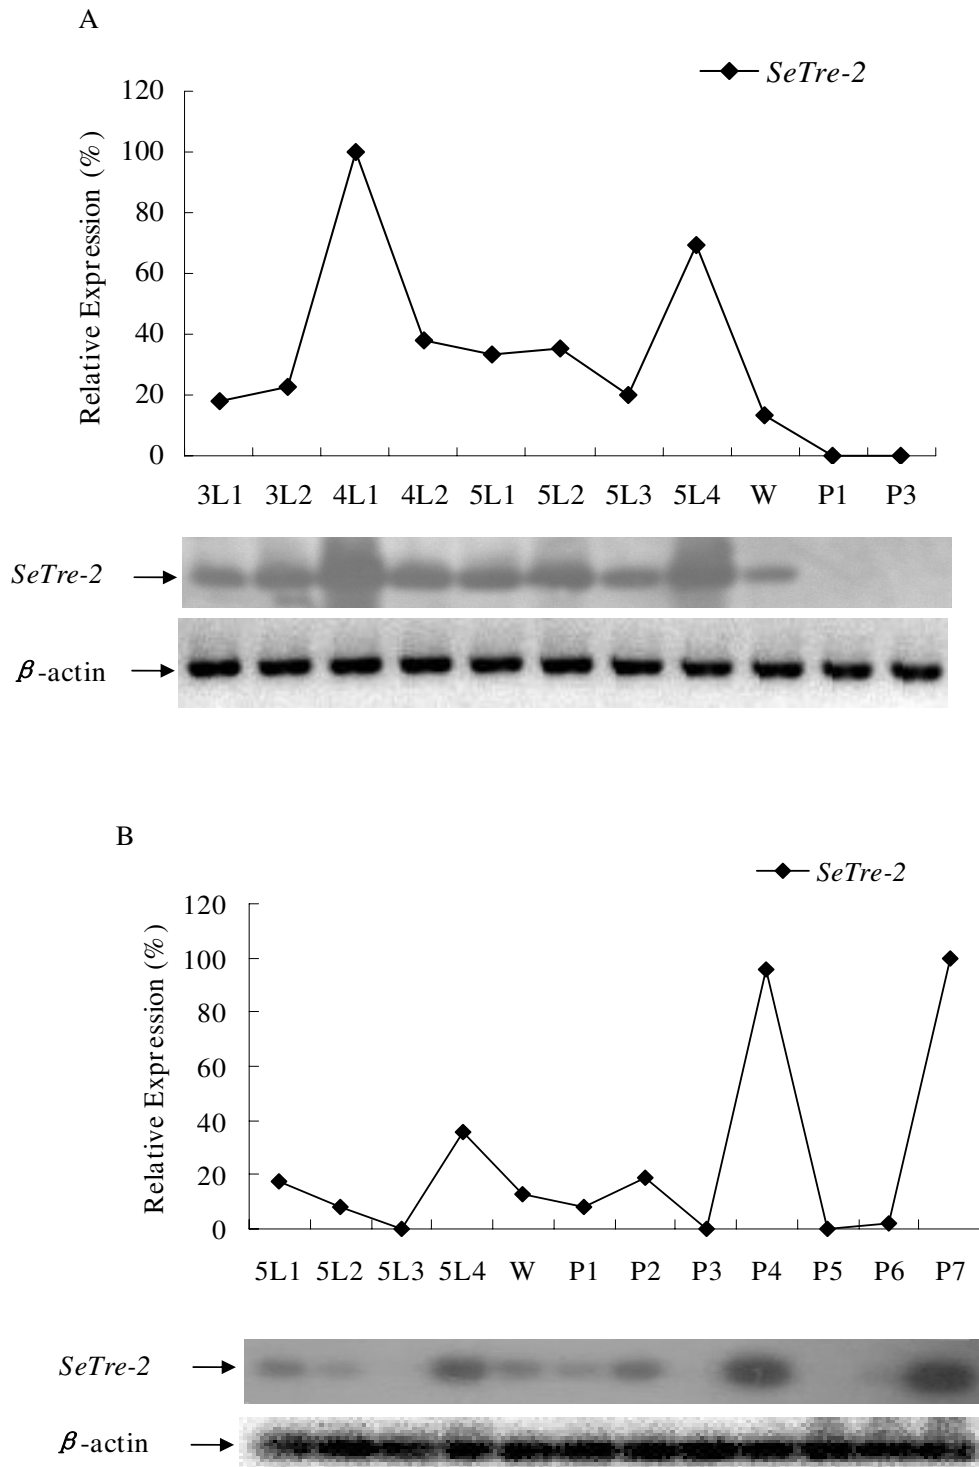 A
SeTre-2
120
100
80
60
40
20
0
Relative Expression (%)
3L1 3L2 4L1 4L2 5L1 5L2 5L3 5L4 W P1 P3
SeTre-2
β-actin
B
SeTre-2
120
100
80
60
40
20
0
Relative Expression (%)
5L1 5L2 5L3 5L4 W P1 P2 P3 P4 P5 P6 P7
SeTre-2
β-actin